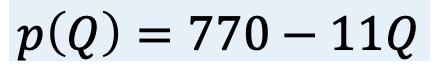 p(Q) = 770 − 11Q